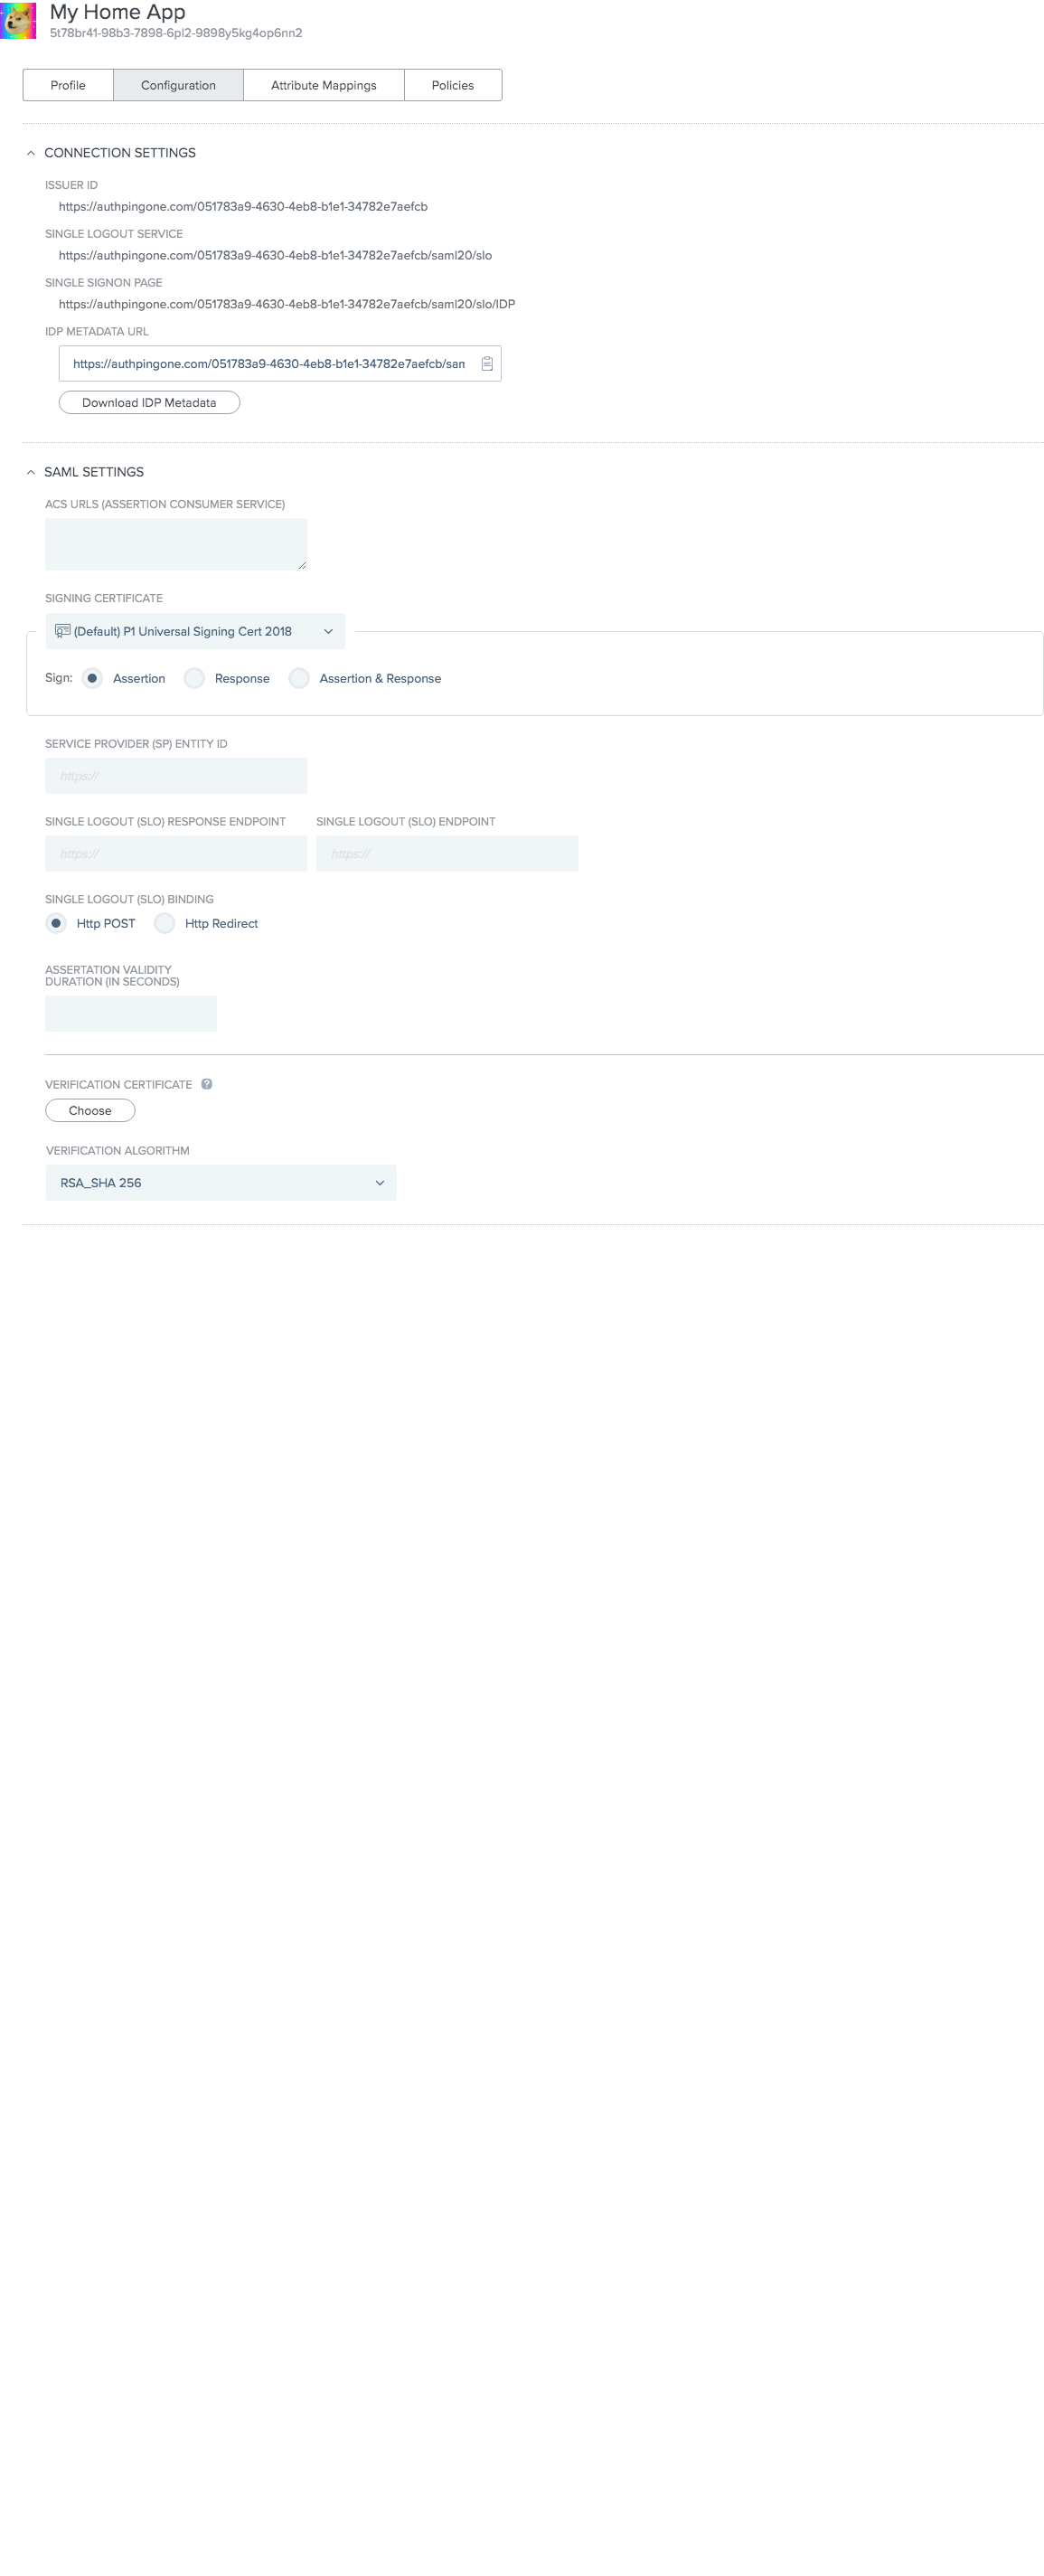 My Home App
5t78br41-98b3-7898-6pl2-9898y5kg4op6nn2
Profile Configuration Attribute Mappings Policies
CONNECTION SETTINGS
ISSUER ID
https://authpingone.com/051783a9-4630-4eb8-b1e1-34782e7aefcb
SINGLE LOGOUT SERVICE
https://authpingone.com/051783a9-4630-4eb8-b1e1-34782e7aefcb/saml20/slo
SINGLE SIGNON PAGE
https://authpingone.com/051783a9-4630-4eb8-b1e1-34782e7aefcb/saml20/slo/IDP
IDP METADATA URL
https://authpingone.com/051783a9-4630-4eb8-b1e1-34782e7aefcb/sam
Download IDP Metadata
SAML SETTINGS
ACS URLS (ASSERTION CONSUMER SERVICE)
SIGNING CERTIFICATE
(Default) P1 Universal Signing Cert 2018
Sign: Assertion Response Assertion & Response
SERVICE PROVIDER (SP) ENTITY ID
https://
SINGLE LOGOUT (SLO) RESPONSE ENDPOINT SINGLE LOGOUT (SLO) ENDPOINT
https:// https://
SINGLE LOGOUT (SLO) BINDING
Http POST Http Redirect
ASSERTATION VALIDITY
DURATION (IN SECONDS)
VERIFICATION CERTIFICATE ?
Choose
VERIFICATION ALGORITHM
RSA_SHA 256